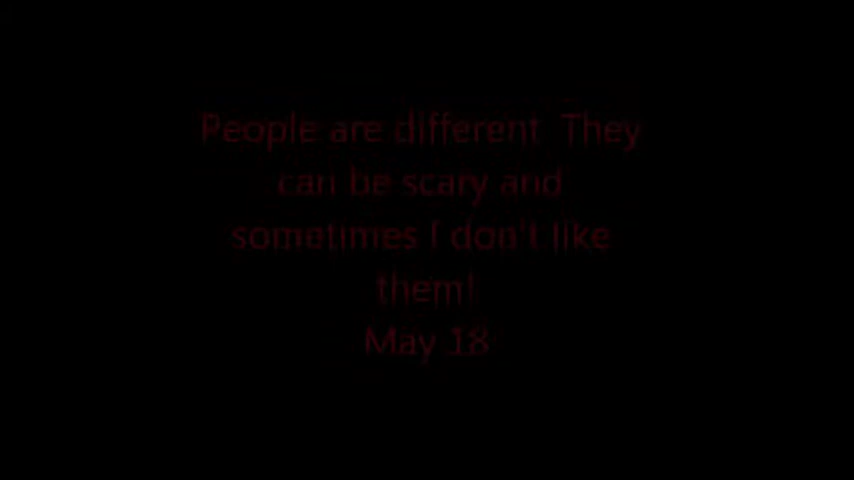 People are different. They
can be scary and
sometimes I don't like
them!
May 18